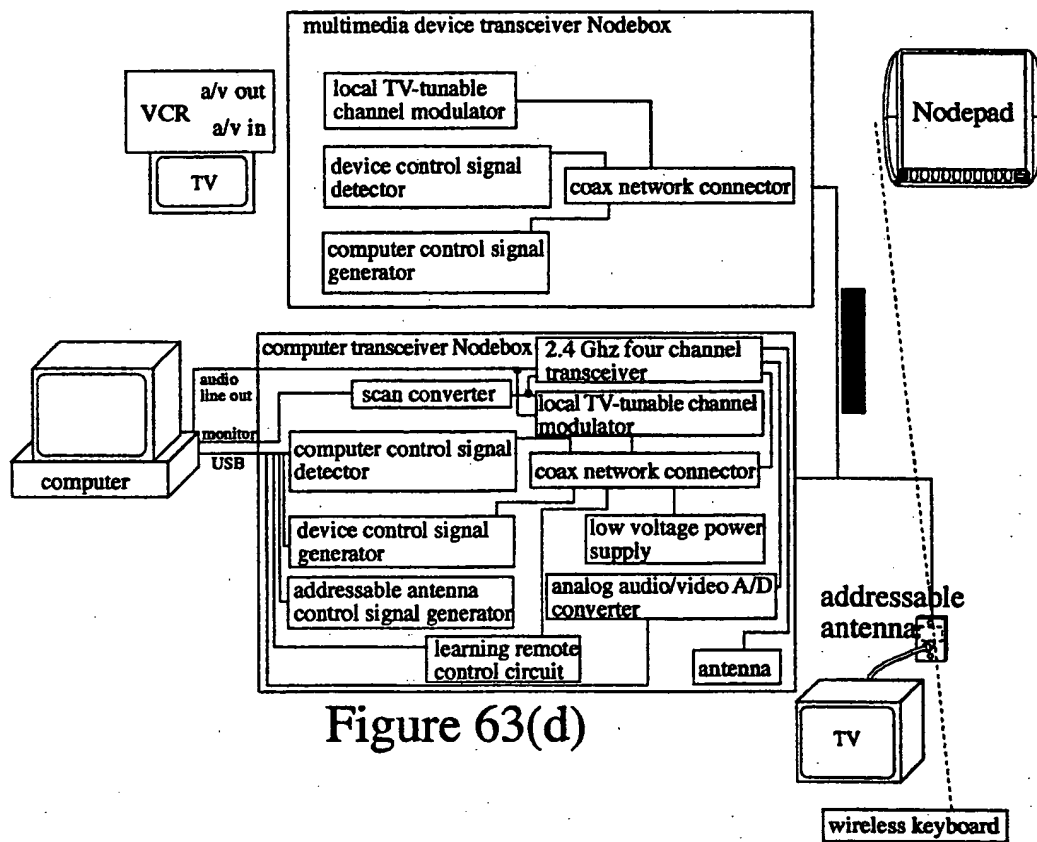 multimedia device transceiver Nodebox
local TV-tunable
channel modulator
a/v out
VCR
a/v in
TV
device control signal
detector
coax network connector
computer control signal
generator
Nodepad
computer transceiver Nodebox
2.4 Ghz four channel
transceiver
audio
line out
scan converter
local TV-tunable channel
modulator
monitor
USB
computer control signal
detector
coax network connector
computer
device control signal
generator
low voltage power
supply
addressable antenna
control signal generator
analog audio/video A/D
converter
learning remote
control circuit
antenna
addressable
antenna
TV
Figure 63(d)
wireless keyboard